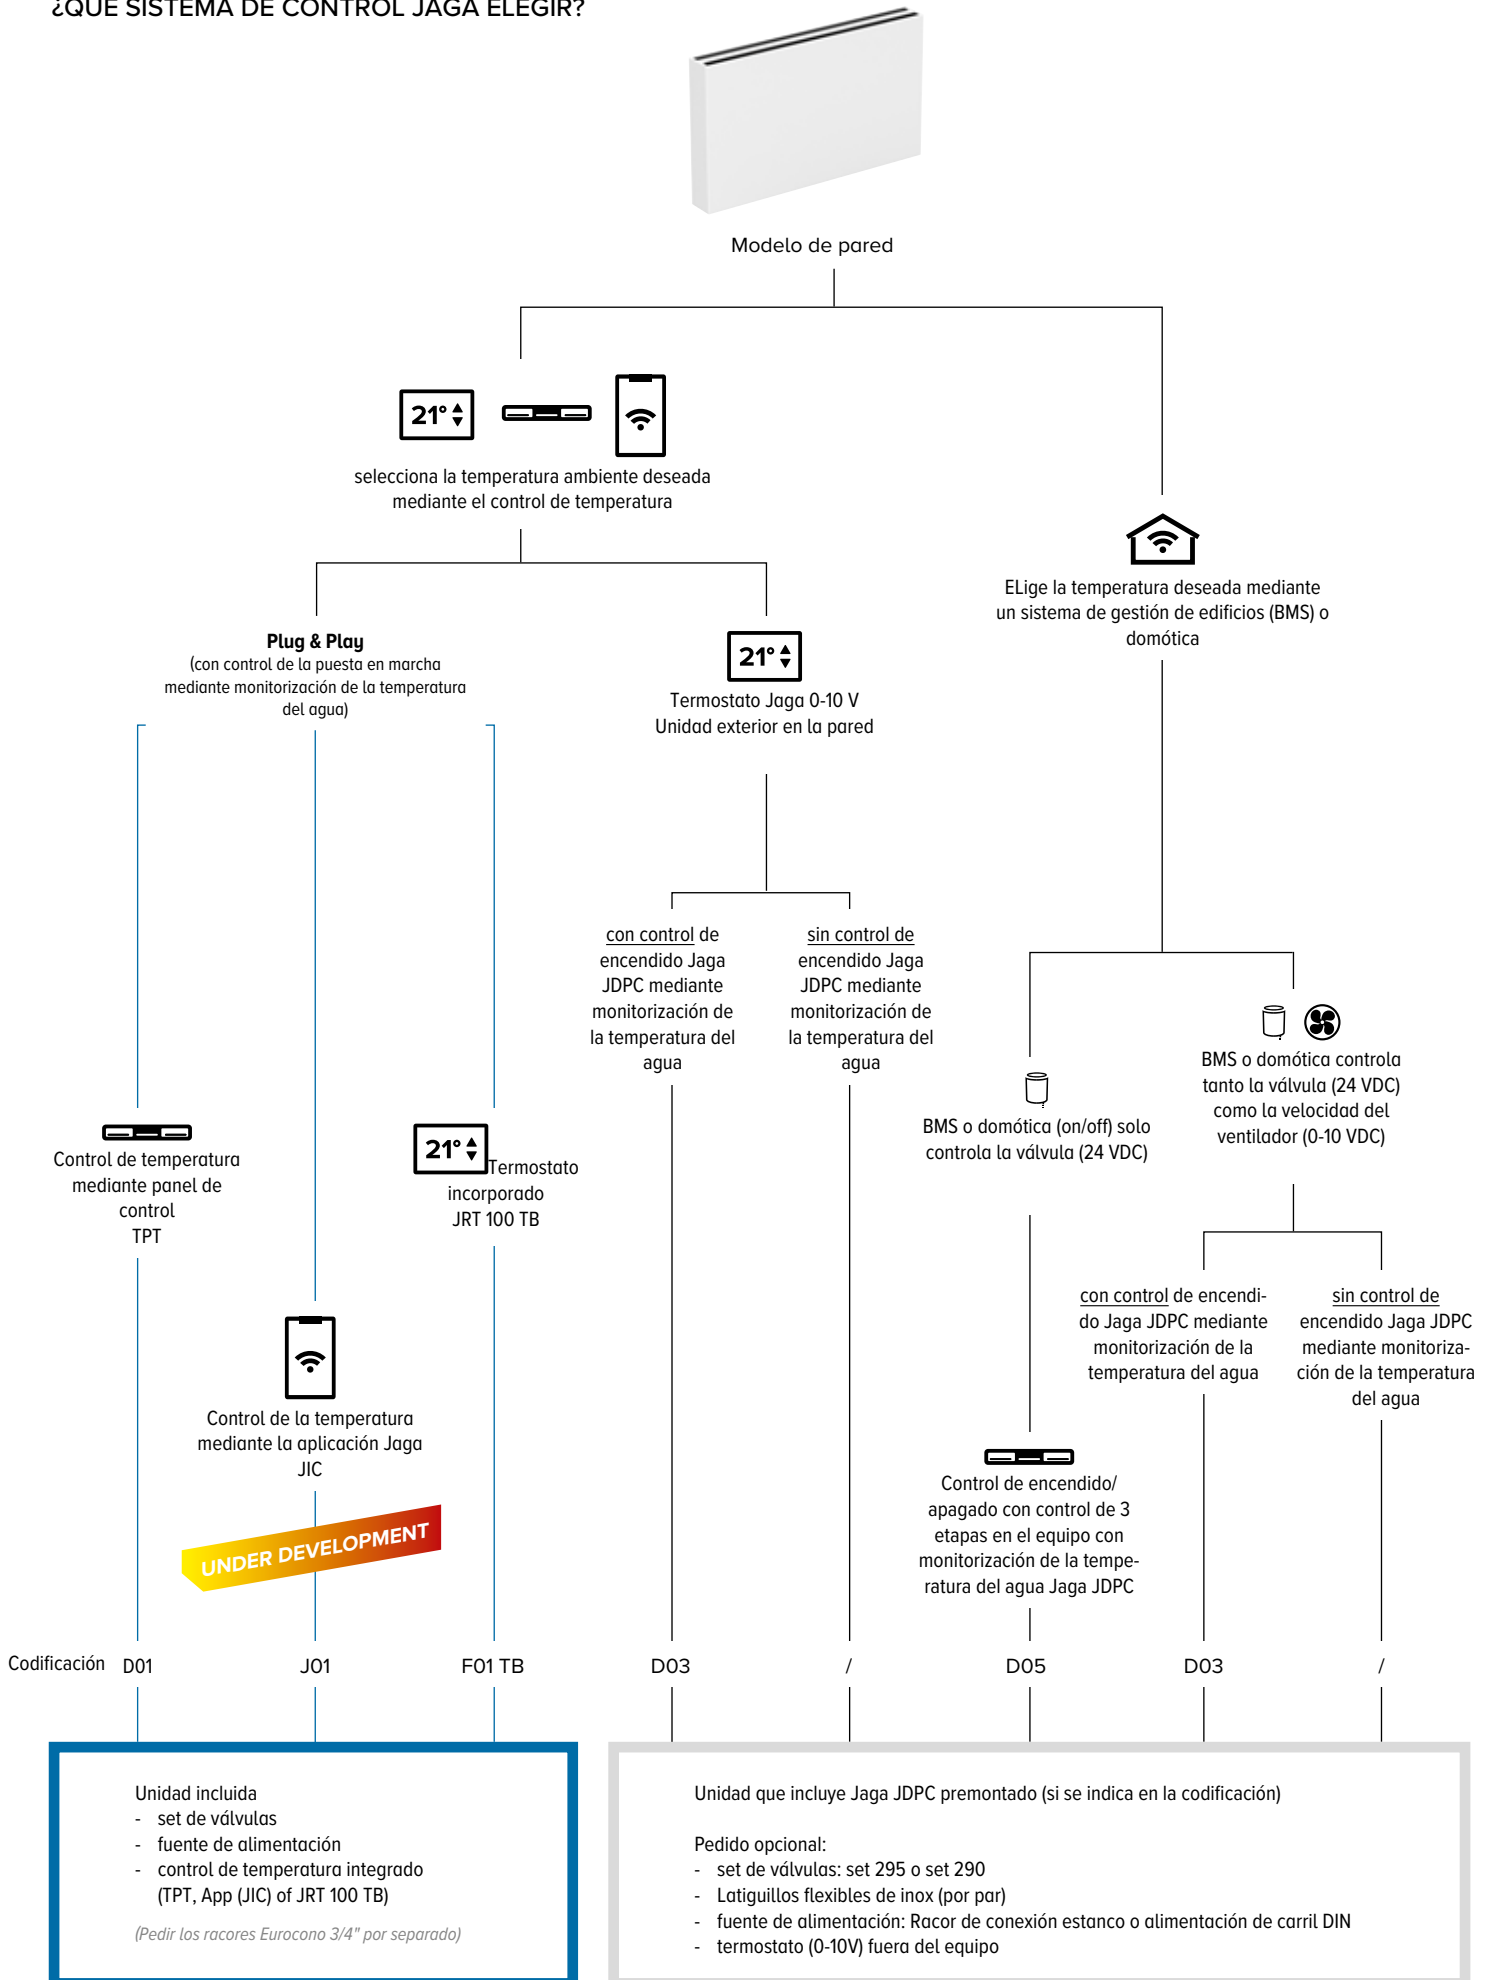 ¿QUÉ SISTEMA DE CONTROL JAGA ELEGIR?
Modelo de pared
21°
selecciona la temperatura ambiente deseada
mediante el control de temperatura
ELige la temperatura deseada mediante
un sistema de gestión de edificios (BMS) o
domótica
Plug & Play
(con control de la puesta en marcha
mediante monitorización de la temperatura
del agua)
21°
Termostato Jaga 0-10 V
Unidad exterior en la pared
con control de
encendido Jaga
JDPC mediante
monitorización de
la temperatura del
agua
sin control de
encendido Jaga
JDPC mediante
monitorización de
la temperatura del
agua
BMS o domótica (on/off) solo
controla la válvula (24 VDC)
BMS o domótica controla
tanto la válvula (24 VDC)
como la velocidad del
ventilador (0-10 VDC)
Control de temperatura
mediante panel de
control
TPT
21°
Termostato
incorporado
JRT 100 TB
con control de encendi-
do Jaga JDPC mediante
monitorización de la
temperatura del agua
sin control de
encendido Jaga JDPC
mediante monitoriza-
ción de la temperatura
del agua
Control de la temperatura
mediante la aplicación Jaga
JIC
UNDER DEVELOPMENT
Control de encendido/
apagado con control de 3
etapas en el equipo con
monitorización de la tempe-
ratura del agua Jaga JDPC
Codificación D01 J01 F01 TB D03 / D05 D03 /
Unidad incluida
- set de válvulas
- fuente de alimentación
- control de temperatura integrado
(TPT, App (JIC) of JRT 100 TB)
(Pedir los racores Eurocono 3/4" por separado)
Unidad que incluye Jaga JDPC premontado (si se indica en la codificación)
Pedido opcional:
- set de válvulas: set 295 o set 290
- Latiguillos flexibles de inox (por par)
- fuente de alimentación: Racor de conexión estanco o alimentación de carril DIN
- termostato (0-10V) fuera del equipo